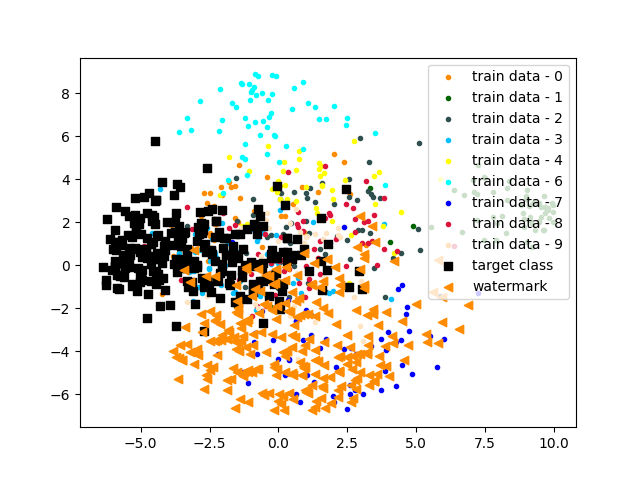 train data - 0
train data - 1
train data - 2
train data - 3
train data - 4
train data - 6
train data - 7
train data - 8
train data - 9
target class
watermark
8
6
4
2
0
−2
−4
−6
−5.0 −2.5 0.0 2.5 5.0 7.5 10.0